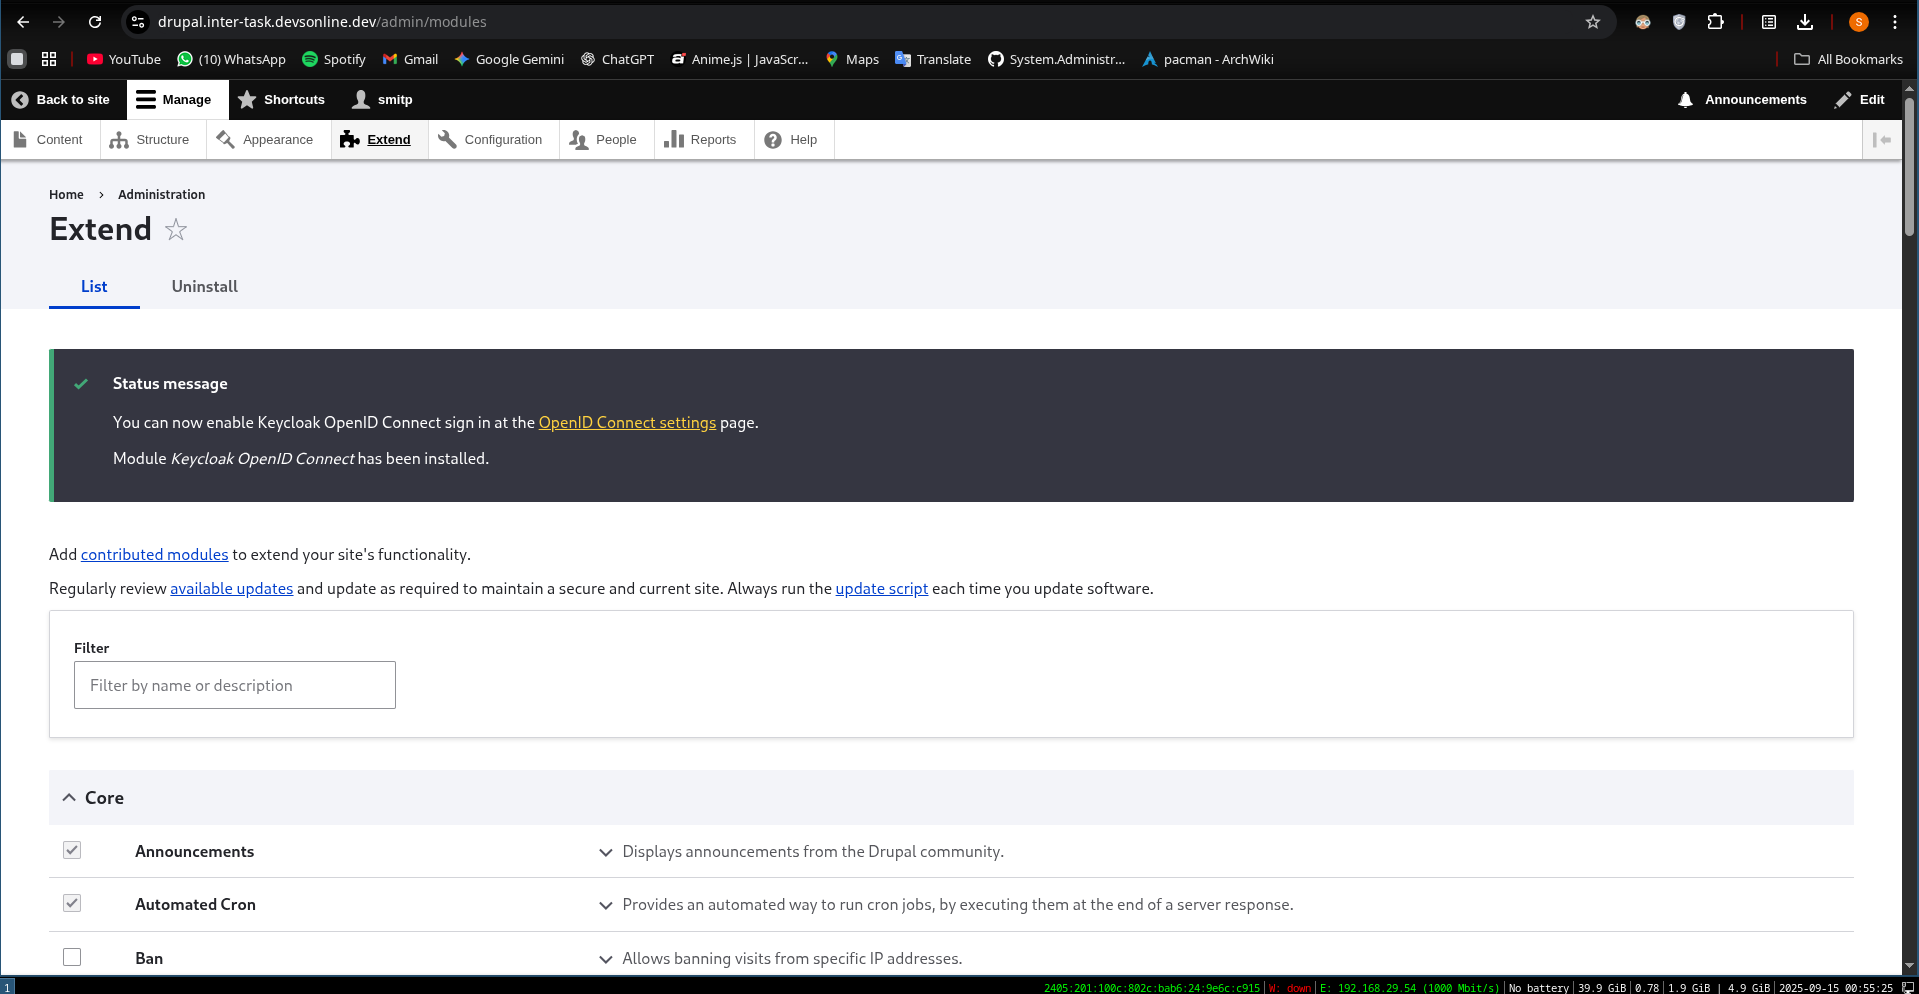 drupal.inter-task.devsonline.dev/admin/modules
S
YouTube (10) WhatsApp Spotify Gmail Google Gemini ChatGPT Anime.js | JavaScr... Maps Translate System.Administr... pacman - ArchWiki All Bookmarks
Back to site Manage Shortcuts smitp Announcements Edit
Content Structure Appearance Extend Configuration People Reports Help
Home › Administration
Extend
List Uninstall
Status message
You can now enable Keycloak OpenID Connect sign in at the OpenID Connect settings page.
Module Keycloak OpenID Connect has been installed.
Add contributed modules to extend your site's functionality.
Regularly review available updates and update as required to maintain a secure and current site. Always run the update script each time you update software.
Filter
Filter by name or description
Core
Announcements Displays announcements from the Drupal community.
Automated Cron Provides an automated way to run cron jobs, by executing them at the end of a server response.
Ban Allows banning visits from specific IP addresses.
1 2405:201:100c:802c:bab6:24:9e6c:c915 | W: down | E: 192.168.29.54 (1000 Mbit/s) | No battery | 39.9 GiB | 0.78 | 1.9 GiB | 4.9 GiB | 2025-09-15 00:55:25